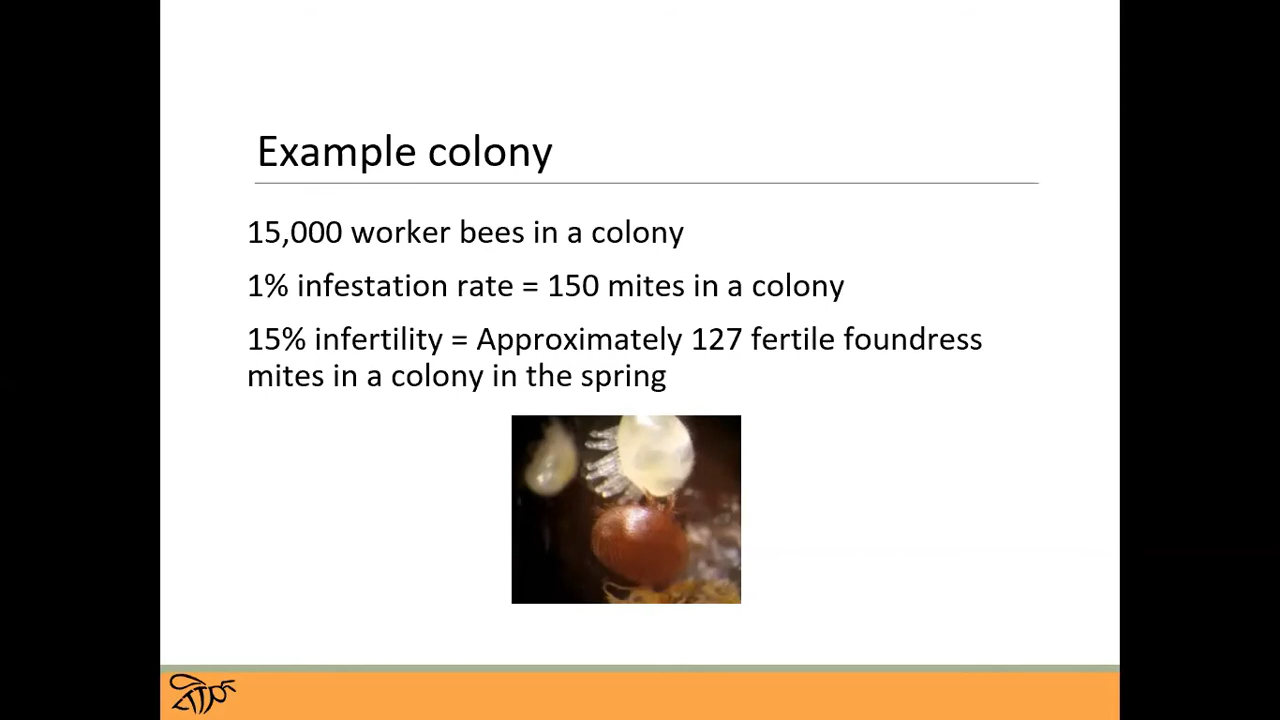 Example colony
15,000 worker bees in a colony
1% infestation rate = 150 mites in a colony
15% infertility = Approximately 127 fertile foundress
mites in a colony in the spring